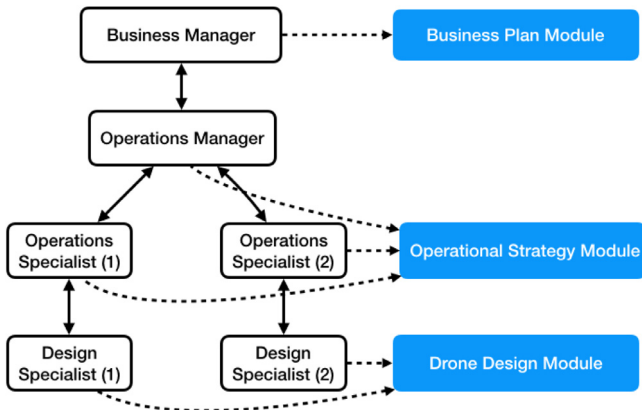 Business Manager
Business Plan Module
Operations Manager
Operations
Specialist (1)
Operations
Specialist (2)
Operational Strategy Module
Design
Specialist (1)
Design
Specialist (2)
Drone Design Module